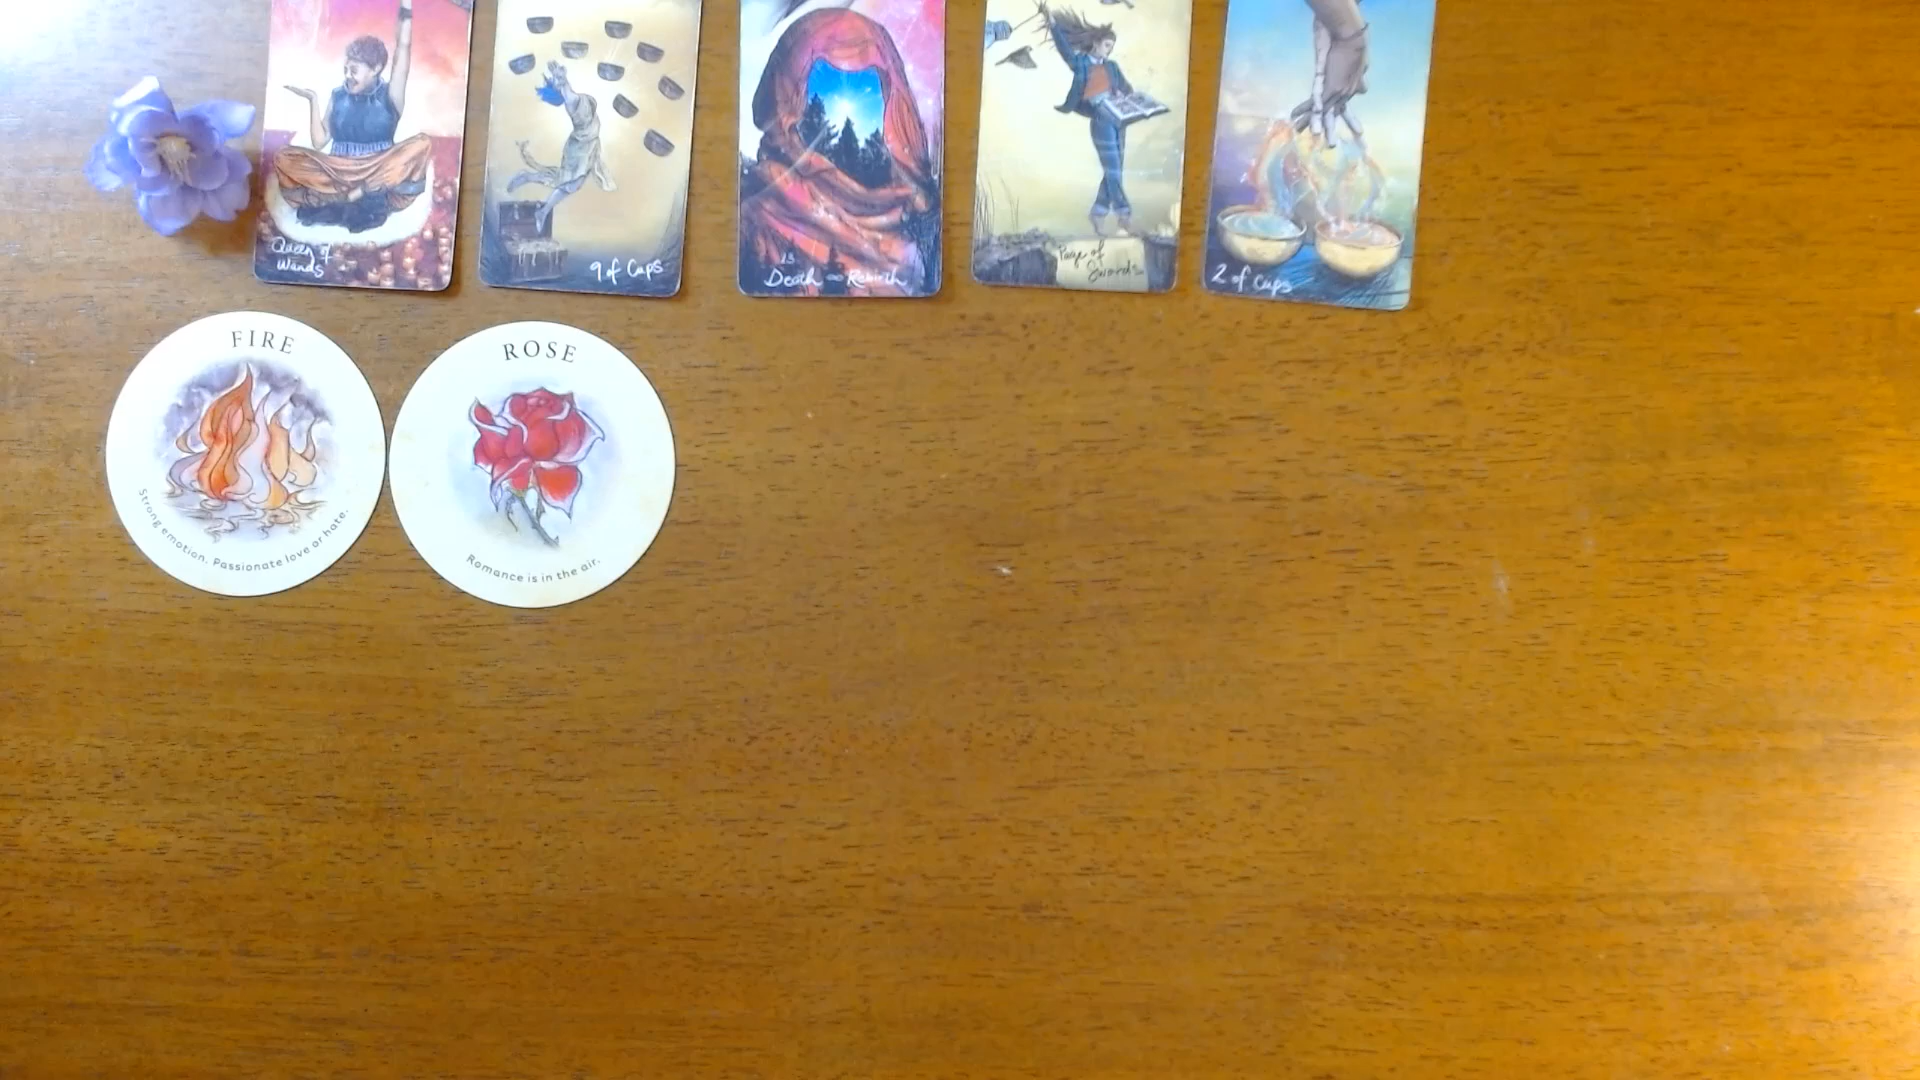 Queen of
Wands
9 of Cups
13
Death ∞ Rebirth
Page of
Swords
2 of cups
FIRE
Strong emotion. Passionate love or hate.
ROSE
Romance is in the air.